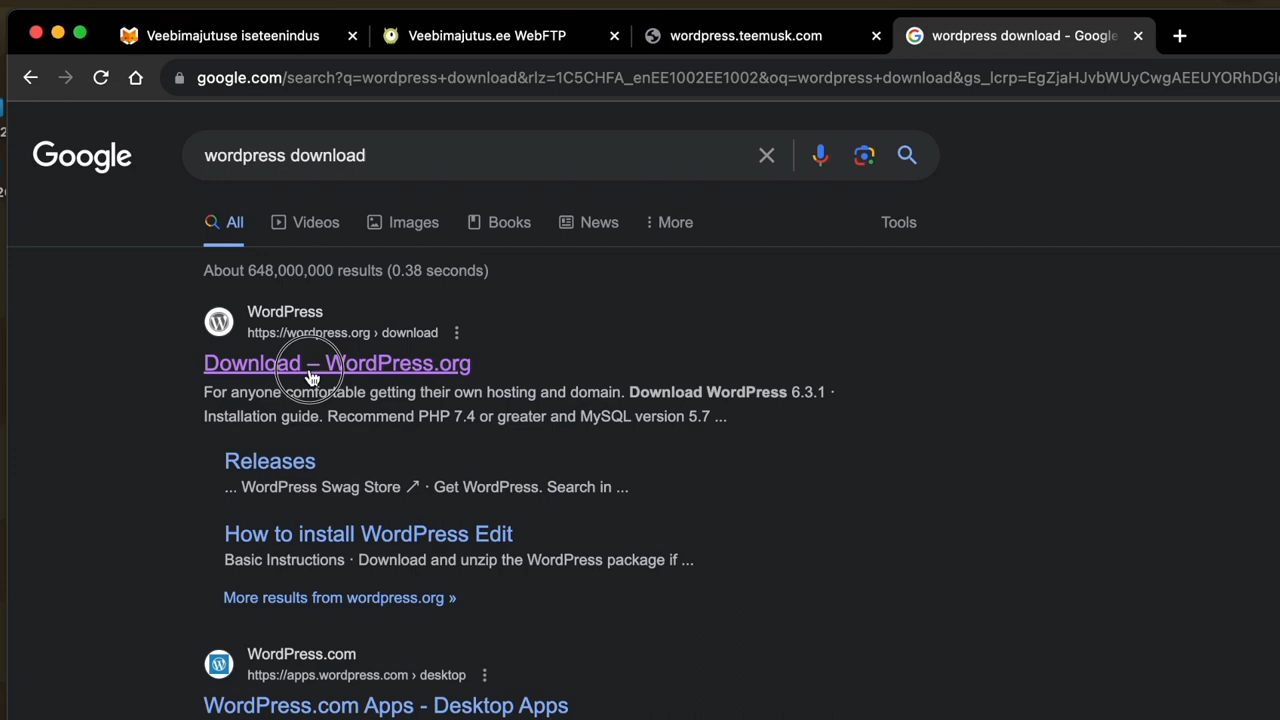 Veebimajutuse iseteenindus
Veebimajutus.ee WebFTP
wordpress.teemusk.com
wordpress download - Google
google.com/search?q=wordpress+download&rlz=1C5CHFA_enEE1002EE1002&oq=wordpress+download&gs_lcrp=EgZjaHJvbWUyCwgAEEUYORhDGI
Google
wordpress download
All
Videos
Images
Books
News
More
Tools
About 648,000,000 results (0.38 seconds)
WordPress
https://wordpress.org › download
Download – WordPress.org
For anyone comfortable getting their own hosting and domain. Download WordPress 6.3.1 ·
Installation guide. Recommend PHP 7.4 or greater and MySQL version 5.7 ...
Releases
... WordPress Swag Store ↗ · Get WordPress. Search in ...
How to install WordPress Edit
Basic Instructions · Download and unzip the WordPress package if ...
More results from wordpress.org »
WordPress.com
https://apps.wordpress.com › desktop
WordPress.com Apps - Desktop Apps